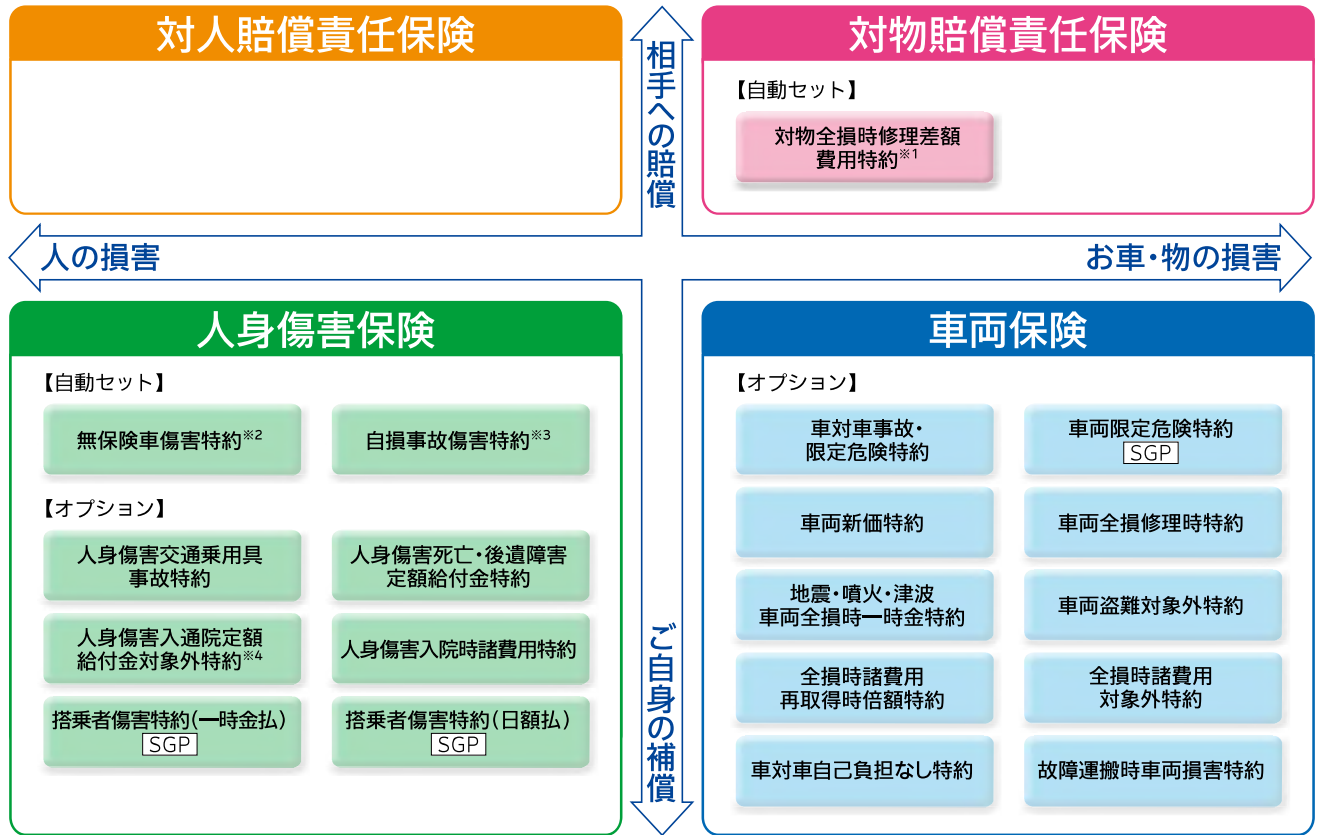 対人賠償責任保険
相手への賠償
対物賠償責任保険
【自動セット】
対物全損時修理差額
費用特約※1
人の損害
お車・物の損害
人身傷害保険
【自動セット】
無保険車傷害特約※2
自損事故傷害特約※3
【オプション】
人身傷害交通乗用具
事故特約
人身傷害死亡・後遺障害
定額給付金特約
人身傷害入通院定額
給付金対象外特約※4
人身傷害入院時諸費用特約
搭乗者傷害特約(一時金払)
SGP
搭乗者傷害特約(日額払)
SGP
ご自身の補償
車両保険
【オプション】
車対車事故・
限定危険特約
車両限定危険特約
SGP
車両新価特約
車両全損修理時特約
地震・噴火・津波
車両全損時一時金特約
車両盗難対象外特約
全損時諸費用
再取得時倍額特約
全損時諸費用
対象外特約
車対車自己負担なし特約
故障運搬時車両損害特約